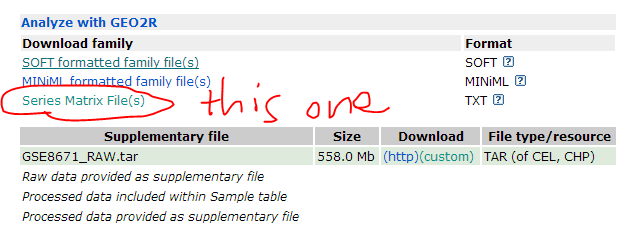 Analyze with GEO2R
Download family Format
SOFT formatted family file(s) SOFT ?
MINiML formatted family file(s) MINiML ?
Series Matrix File(s) this one TXT ?
Supplementary file Size Download File type/resource
GSE8671_RAW.tar 558.0 Mb (http)(custom) TAR (of CEL, CHP)
Raw data provided as supplementary file
Processed data included within Sample table
Processed data provided as supplementary file